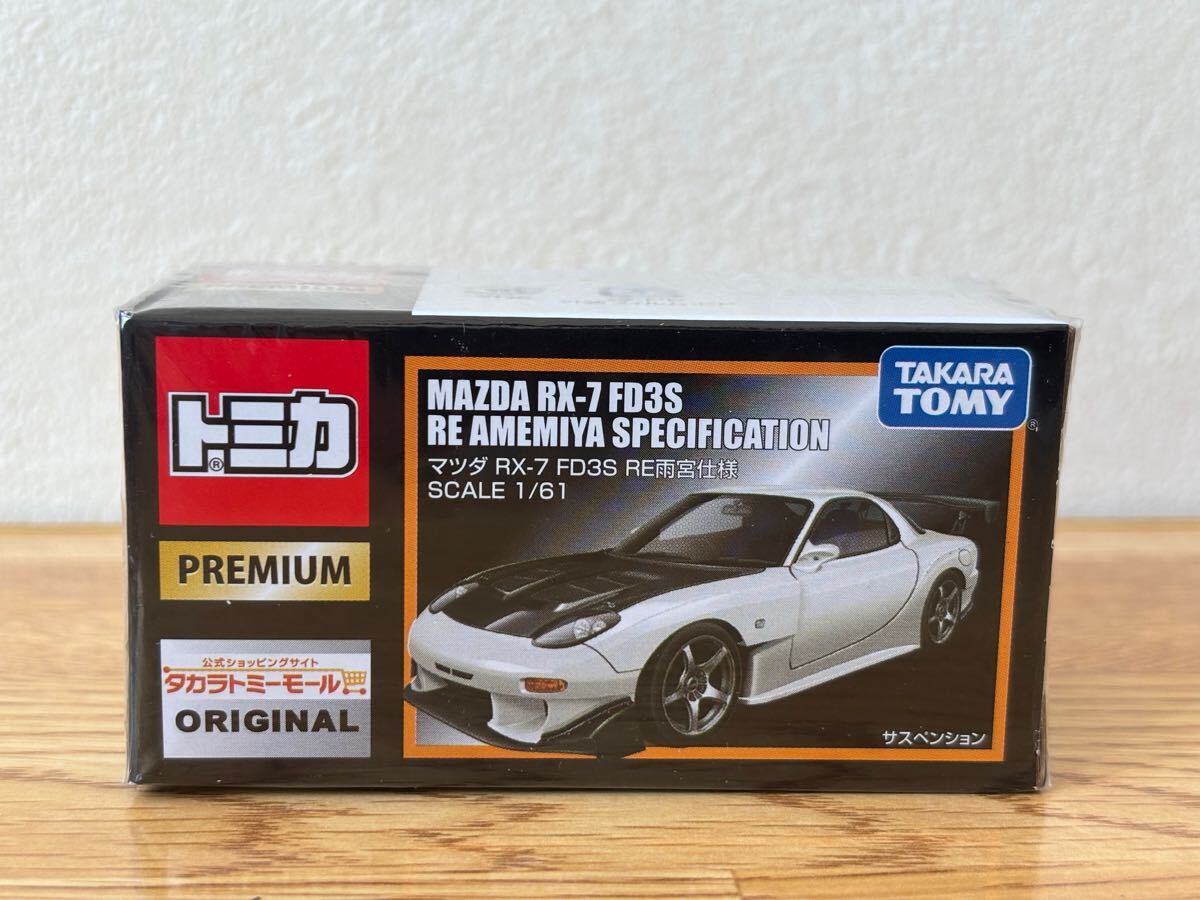 トミカ
®
PREMIUM
公式ショッピングサイト
タカラトミーモール
ORIGINAL
MAZDA RX-7 FD3S
RE AMEMIYA SPECIFICATION
マツダ RX-7 FD3S RE雨宮仕様
SCALE 1/61
TAKARA
TOMY
®
サスペンション